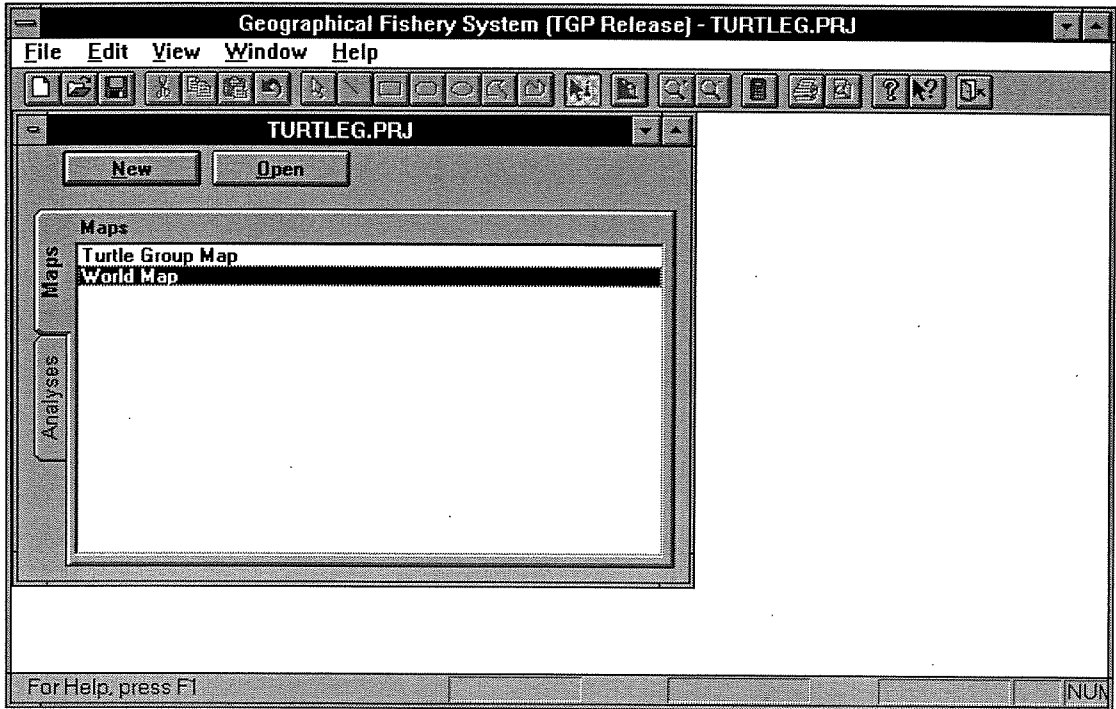 Geographical Fishery System (TGP Release) - TURTLEG.PRJ
File Edit View Window Help
TURTLEG.PRJ
New Open
Maps
Maps
Turtle Group Map
World Map
Analyses
For Help, press F1
NUM